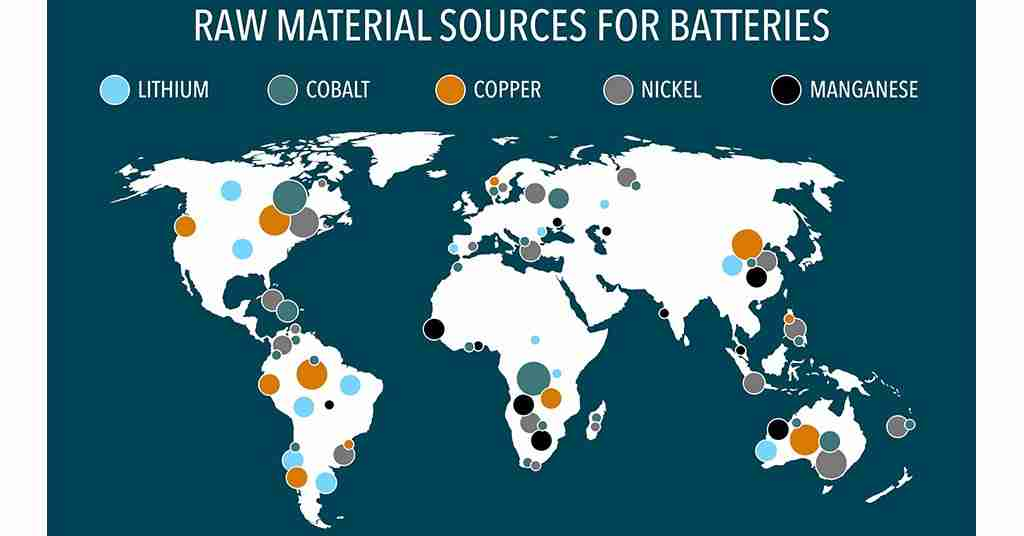 RAW MATERIAL SOURCES FOR BATTERIES
LITHIUM COBALT COPPER NICKEL MANGANESE